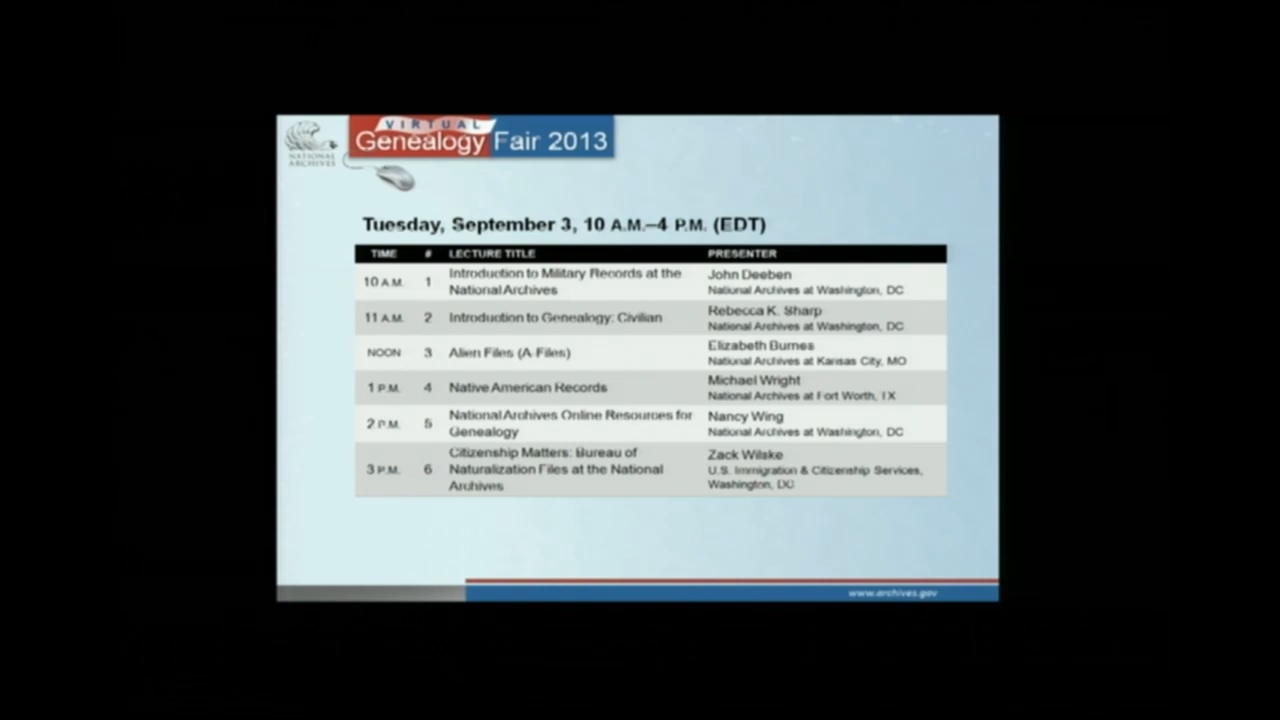 VIRTUAL
Genealogy Fair 2013
NATIONAL
ARCHIVES
Tuesday, September 3, 10 A.M.–4 P.M. (EDT)
TIME # LECTURE TITLE PRESENTER
10 A.M. 1 Introduction to Military Records at the National Archives John Deeben
National Archives at Washington, DC
11 A.M. 2 Introduction to Genealogy: Civilian Rebecca K. Sharp
National Archives at Washington, DC
NOON 3 Alien Files (A-Files) Elizabeth Burnes
National Archives at Kansas City, MO
1 P.M. 4 Native American Records Michael Wright
National Archives at Fort Worth, TX
2 P.M. 5 National Archives Online Resources for Genealogy Nancy Wing
National Archives at Washington, DC
3 P.M. 6 Citizenship Matters: Bureau of Naturalization Files at the National Archives Zack Wilske
U.S. Immigration & Citizenship Services,
Washington, DC
www.archives.gov